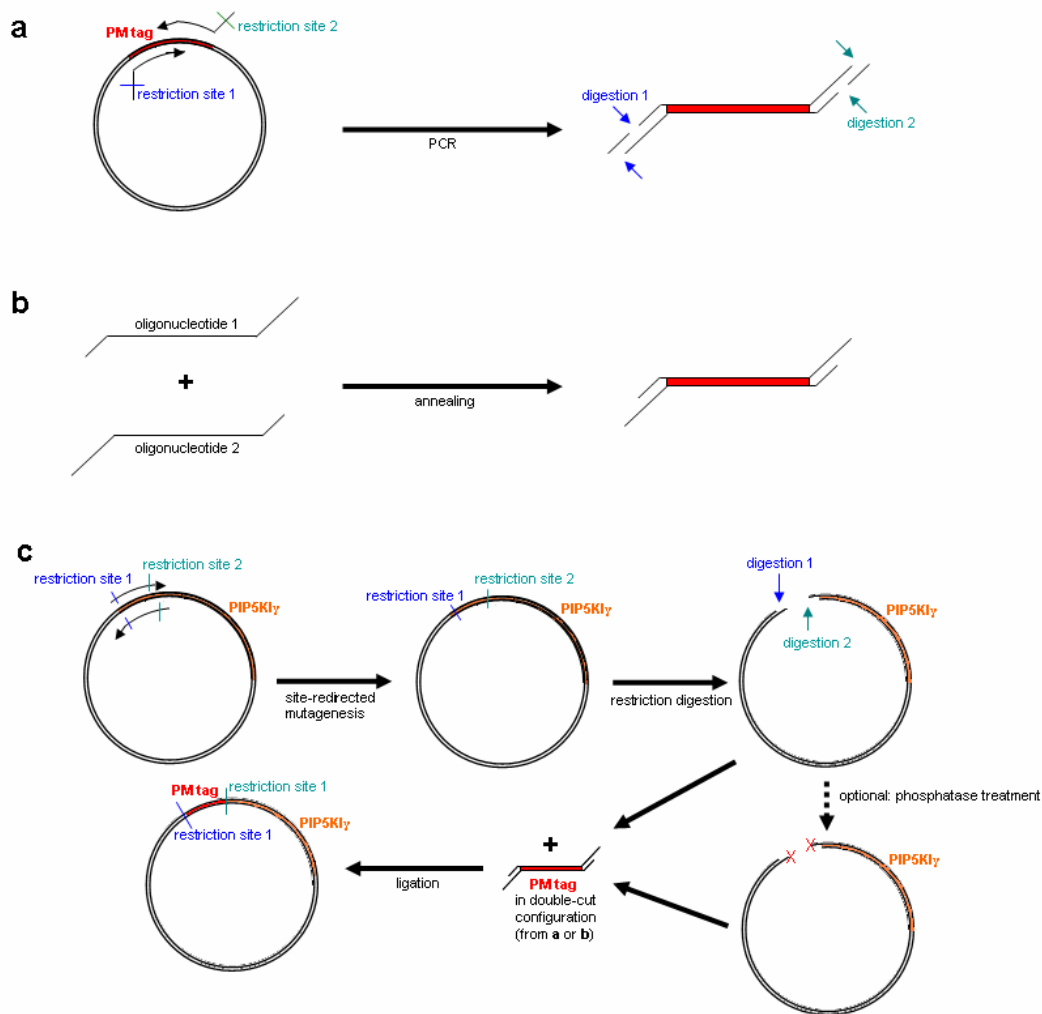 a
PM tag
restriction site 2
restriction site 1
PCR
digestion 1
digestion 2
b
oligonucleotide 1
+
oligonucleotide 2
annealing
c
restriction site 1
restriction site 2
PIP5KIγ
site-redirected
mutagenesis
restriction site 1
restriction site 2
PIP5KIγ
restriction digestion
digestion 1
digestion 2
PIP5KIγ
optional: phosphatase treatment
X X
PIP5KIγ
+
PM tag
in double-cut
configuration
(from a or b)
ligation
PM tag
restriction site 1
restriction site 1
PIP5KIγ